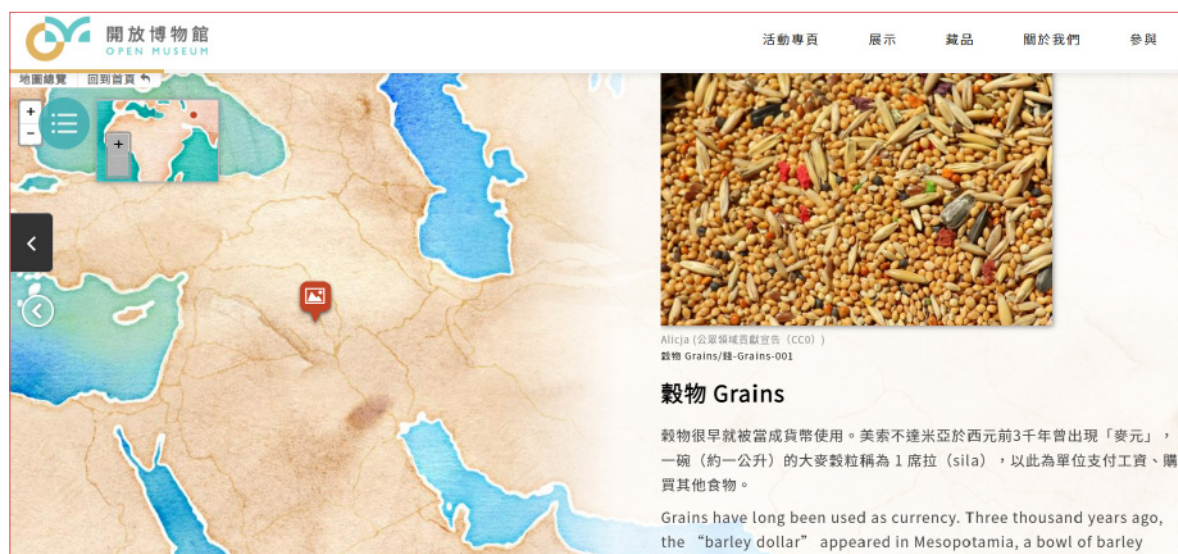 開放博物館
OPEN MUSEUM
活動專頁 展示 藏品 關於我們 參與
地圖總覽 回到首頁
+
−
+
Alicja (公眾領域貢獻宣告（CC0）)
穀物 Grains/錢-Grains-001
穀物 Grains
穀物很早就被當成貨幣使用。美索不達米亞於西元前3千年曾出現「麥元」，
一碗（約一公升）的大麥穀粒稱為 1 席拉（sila），以此為單位支付工資、購
買其他食物。
Grains have long been used as currency. Three thousand years ago,
the “barley dollar” appeared in Mesopotamia, a bowl of barley